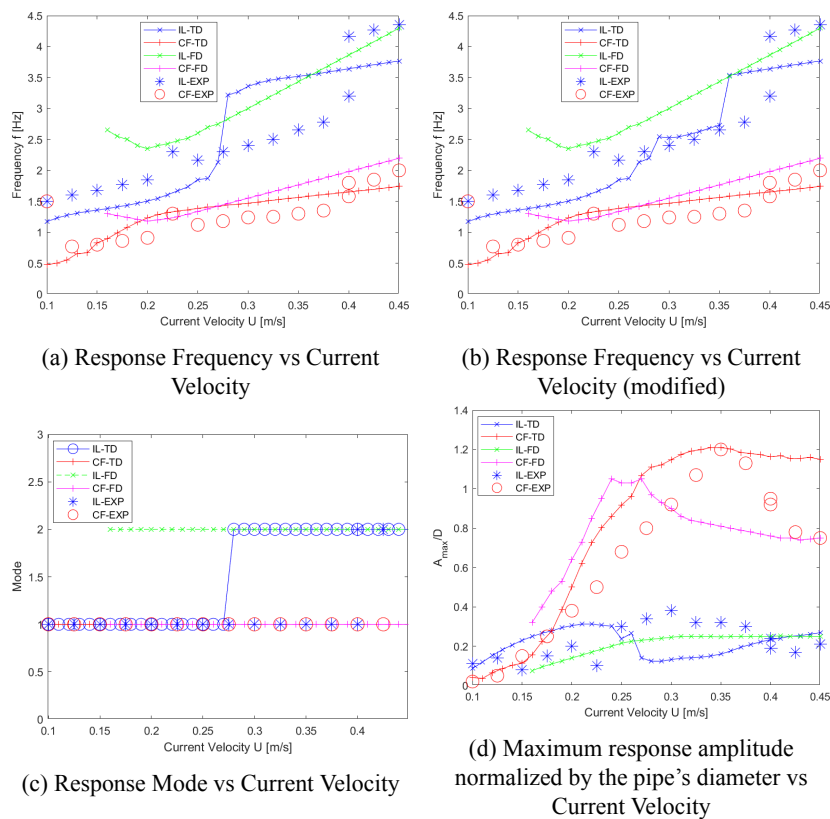 4.5
4
3.5
3
2.5
2
1.5
1
0.5
0
Frequency f [Hz]
IL-TD
CF-TD
IL-FD
CF-FD
IL-EXP
CF-EXP
0.1 0.15 0.2 0.25 0.3 0.35 0.4 0.45
Current Velocity U [m/s]
(a) Response Frequency vs Current
Velocity
4.5
4
3.5
3
2.5
2
1.5
1
0.5
0
Frequency f [Hz]
IL-TD
CF-TD
IL-FD
CF-FD
IL-EXP
CF-EXP
0.1 0.15 0.2 0.25 0.3 0.35 0.4 0.45
Current Velocity U [m/s]
(b) Response Frequency vs Current
Velocity (modified)
3
2.5
2
1.5
1
0.5
0
Mode
IL-TD
CF-TD
IL-FD
CF-FD
IL-EXP
CF-EXP
0.1 0.15 0.2 0.25 0.3 0.35 0.4
Current Velocity U [m/s]
(c) Response Mode vs Current Velocity
1.4
1.2
1
0.8
0.6
0.4
0.2
0
A_max/D
IL-TD
CF-TD
IL-FD
CF-FD
IL-EXP
CF-EXP
0.1 0.15 0.2 0.25 0.3 0.35 0.4 0.45
Current Velocity U [m/s]
(d) Maximum response amplitude
normalized by the pipe's diameter vs
Current Velocity